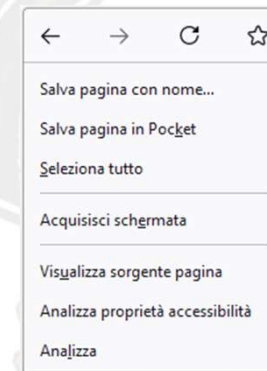 Salva pagina con nome...
Salva pagina in Pocket
Seleziona tutto
Acquisisci schermata
Visualizza sorgente pagina
Analizza proprietà accessibilità
Analizza